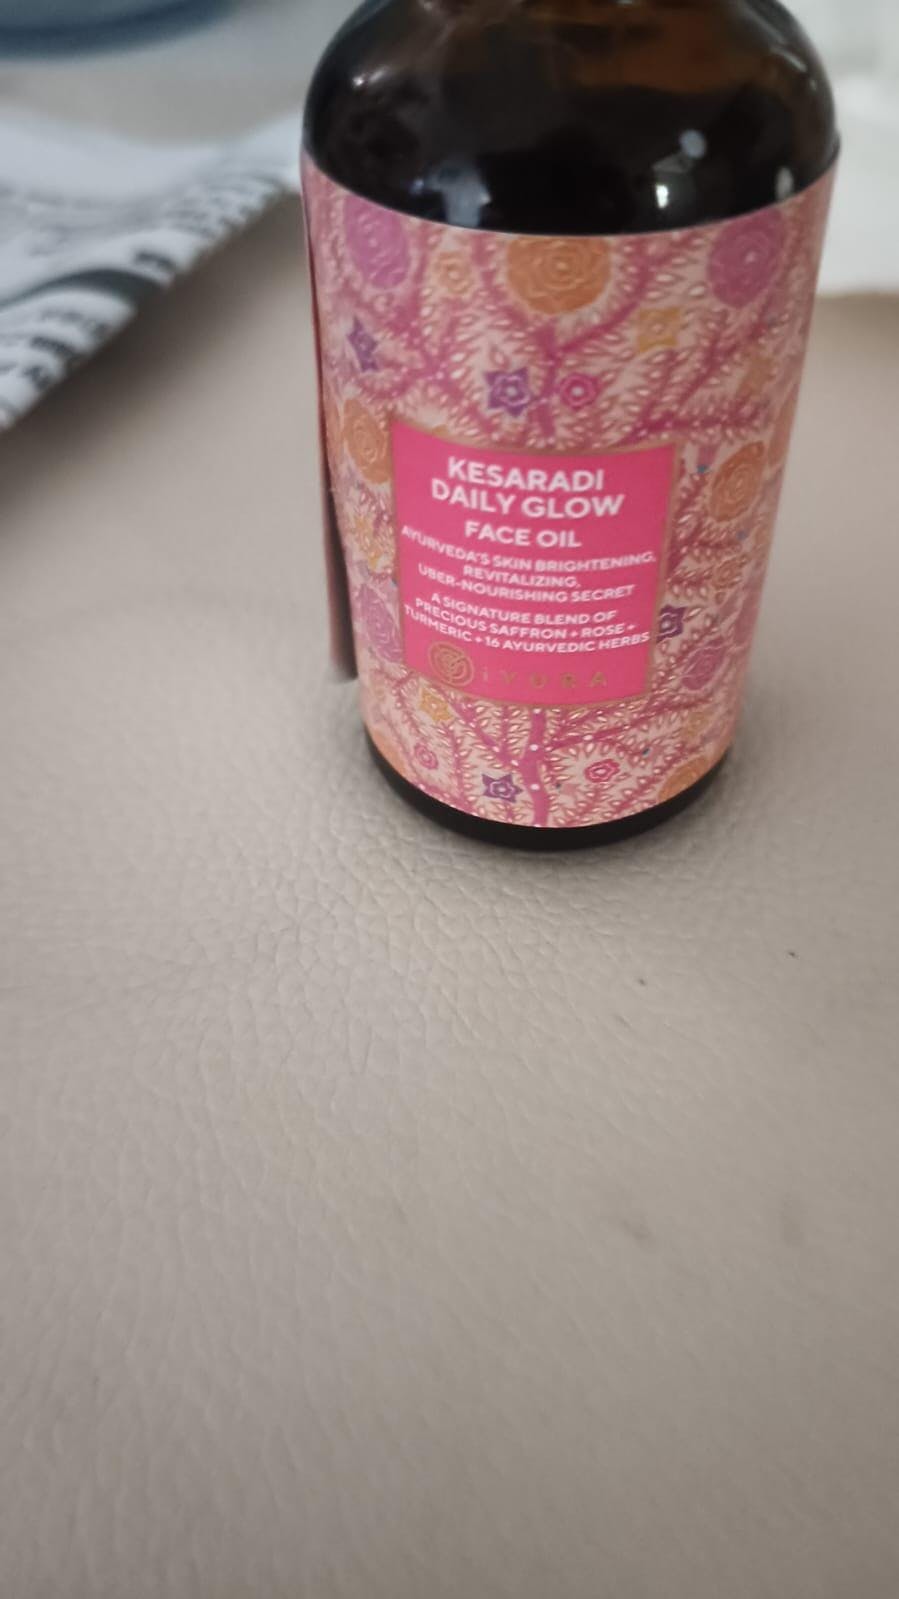 KESARADI
DAILY GLOW
FACE OIL
AYURVEDA'S SKIN BRIGHTENING,
REVITALIZING,
UBER-NOURISHING SECRET
A SIGNATURE BLEND OF
PRECIOUS SAFFRON + ROSE +
TURMERIC + 16 AYURVEDIC HERBS
iYURA